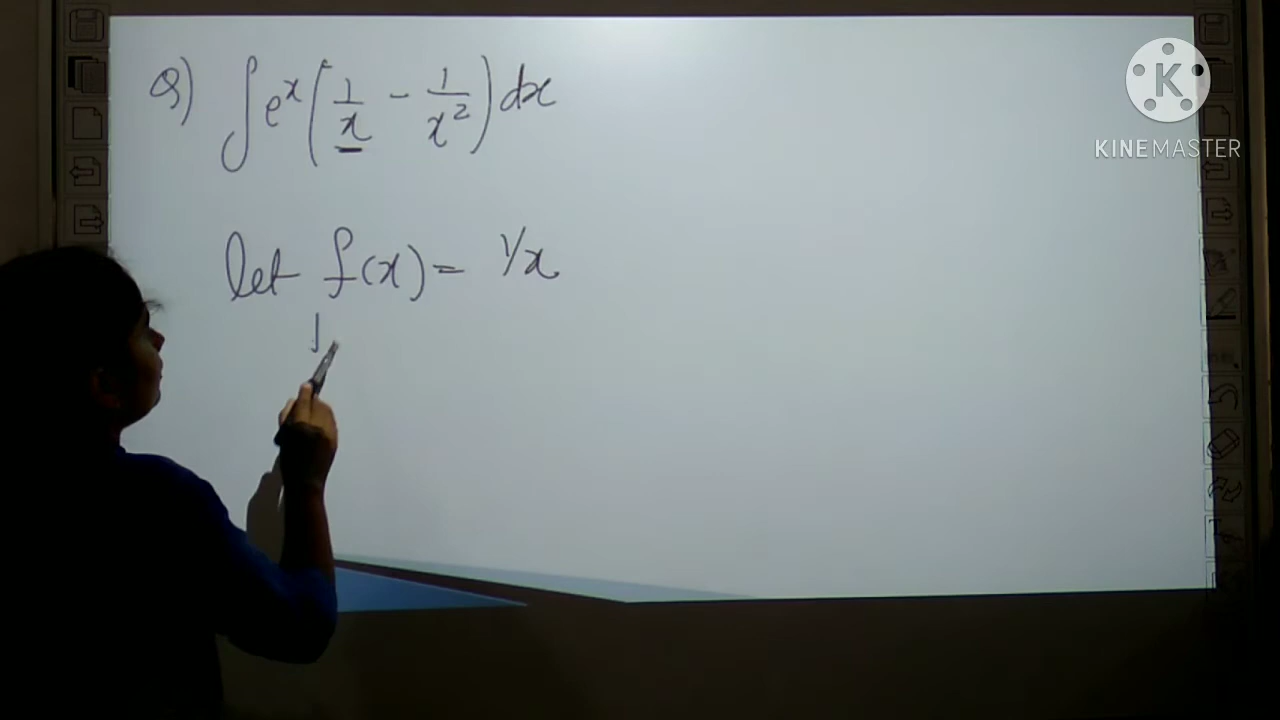 Q) ∫eˣ(1/x - 1/x²)dx
let f(x) = 1/x
KINEMASTER